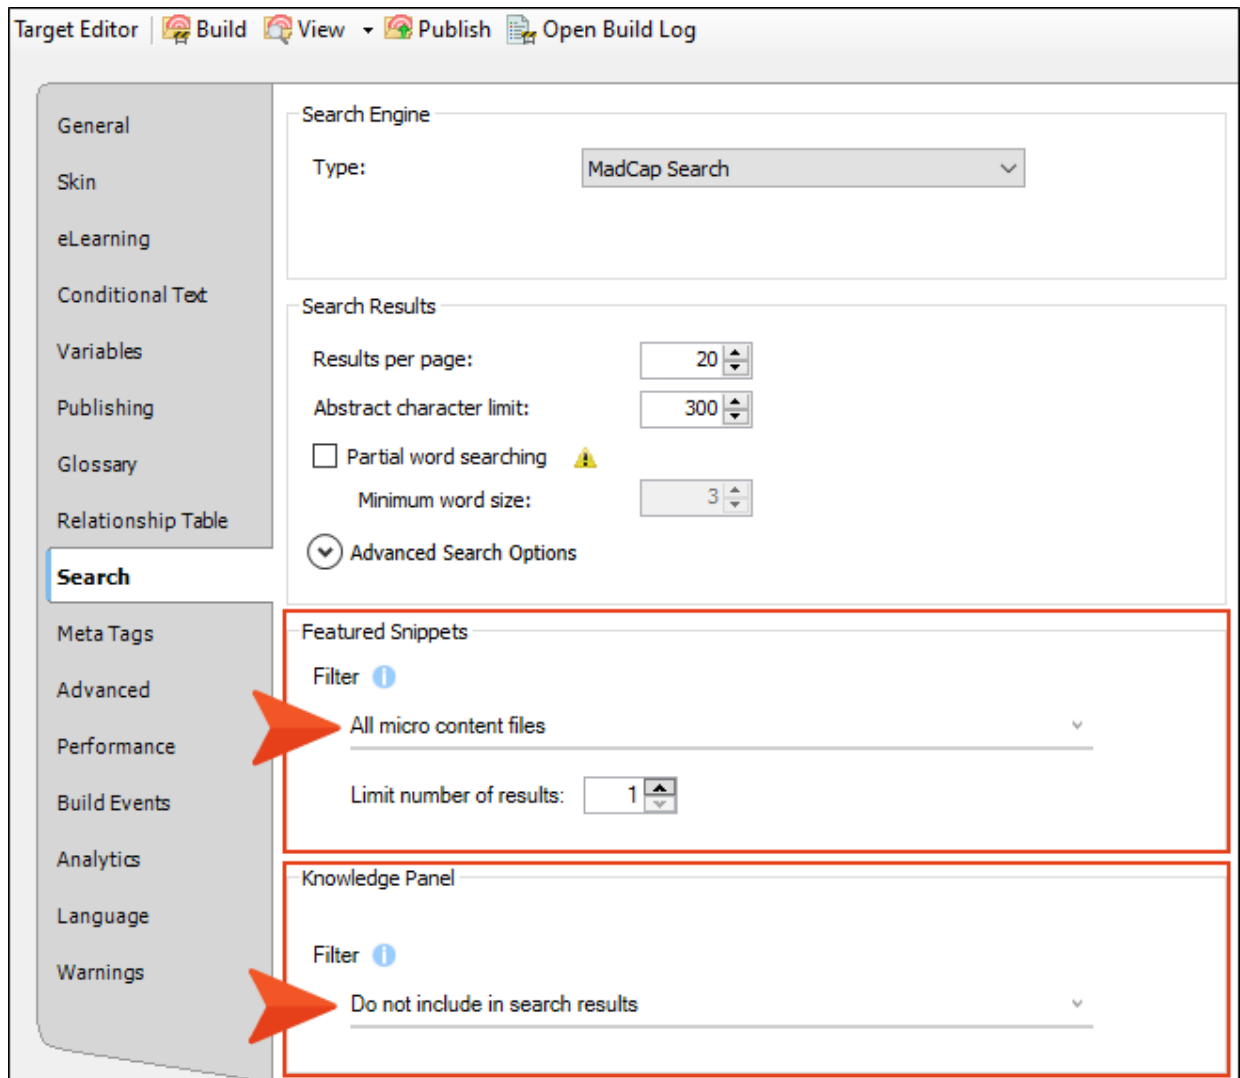 Target Editor Build View Publish Open Build Log
General
Skin
eLearning
Conditional Text
Variables
Publishing
Glossary
Relationship Table
Search
Meta Tags
Advanced
Performance
Build Events
Analytics
Language
Warnings
Search Engine
Type: MadCap Search
Search Results
Results per page: 20
Abstract character limit: 300
Partial word searching
Minimum word size: 3
Advanced Search Options
Featured Snippets
Filter
All micro content files
Limit number of results: 1
Knowledge Panel
Filter
Do not include in search results